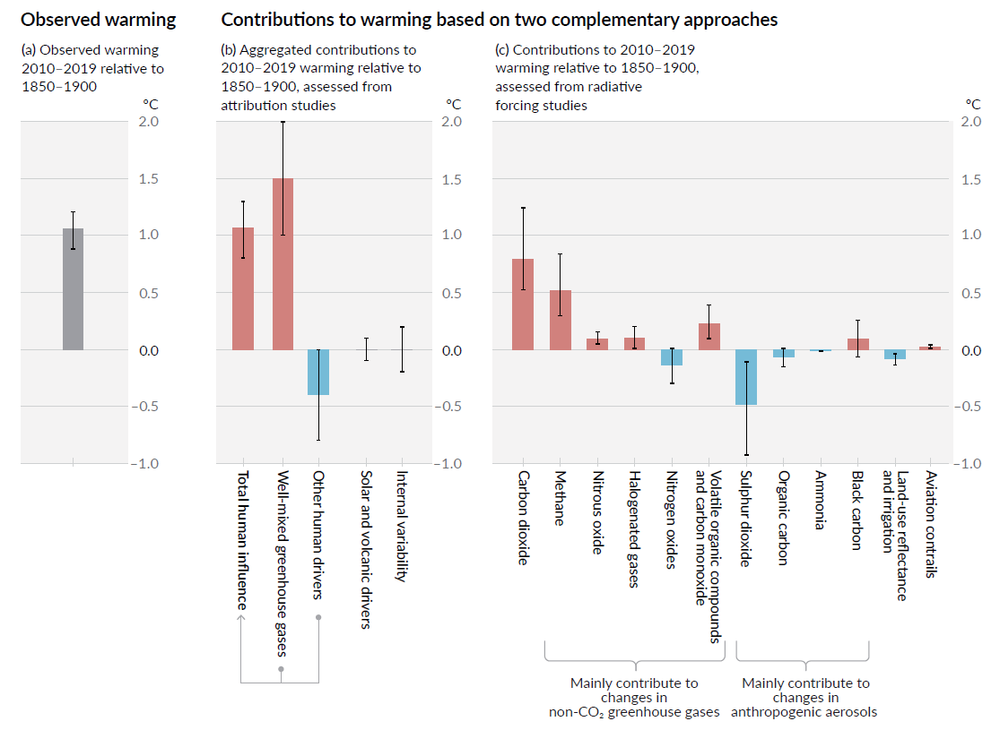 Observed warming
(a) Observed warming
2010–2019 relative to
1850–1900
°C
2.0
1.5
1.0
0.5
0.0
–0.5
–1.0
Contributions to warming based on two complementary approaches
(b) Aggregated contributions to
2010–2019 warming relative to
1850–1900, assessed from
attribution studies
°C
2.0
1.5
1.0
0.5
0.0
–0.5
–1.0
Total human influence
Well-mixed greenhouse gases
Other human drivers
Solar and volcanic drivers
Internal variability
(c) Contributions to 2010–2019
warming relative to 1850–1900,
assessed from radiative
forcing studies
°C
2.0
1.5
1.0
0.5
0.0
–0.5
–1.0
Carbon dioxide
Methane
Nitrous oxide
Halogenated gases
Nitrogen oxides
Volatile organic compounds
and carbon monoxide
Sulphur dioxide
Organic carbon
Ammonia
Black carbon
Land-use reflectance
and irrigation
Aviation contrails
Mainly contribute to
changes in
non-CO₂ greenhouse gases
Mainly contribute to
changes in
anthropogenic aerosols